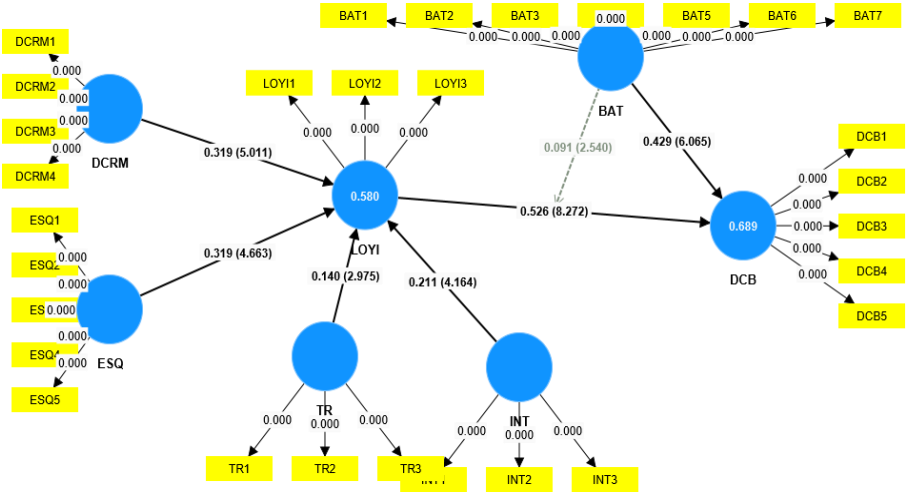 BAT1
BAT2
BAT3
0.000
BAT5
BAT6
BAT7
0.000
0.000
0.000
0.000
0.000
0.000
BAT
DCRM1
DCRM2
DCRM3
DCRM4
0.000
0.000
0.000
0.000
DCRM
LOYI1
LOYI2
LOYI3
0.000
0.000
0.000
0.319 (5.011)
0.091 (2.540)
0.429 (6.065)
DCB1
DCB2
DCB3
DCB4
DCB5
0.000
0.000
0.000
0.000
0.000
0.580
LOYI
0.526 (8.272)
0.689
DCB
ESQ1
ESQ2
ES
ESQ4
ESQ5
0.000
0.000
0.000
0.000
0.000
ESQ
0.319 (4.663)
0.140 (2.975)
0.211 (4.164)
TR
0.000
0.000
0.000
TR1
TR2
TR3
INT
0.000
0.000
0.000
INT2
INT3